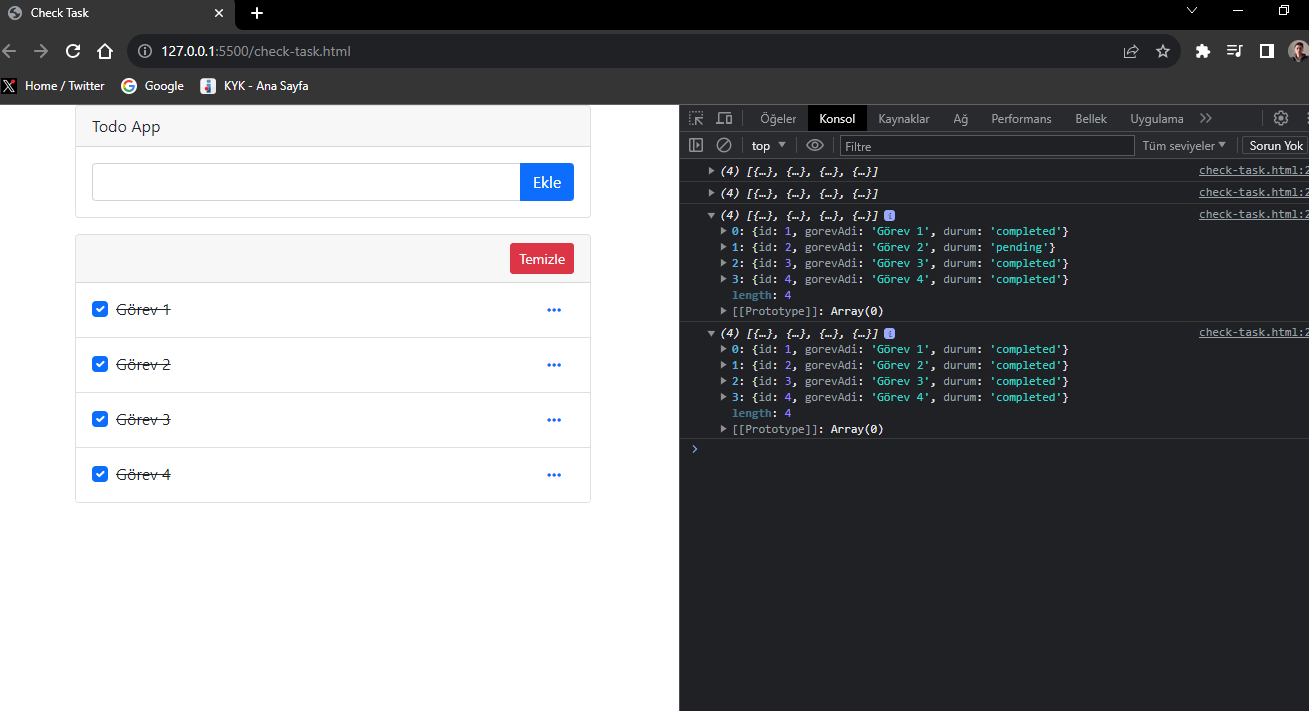 Check Task
127.0.0.1:5500/check-task.html
Home / Twitter Google KYK - Ana Sayfa
Todo App
Ekle
Temizle
Görev 1
Görev 2
Görev 3
Görev 4
Öğeler Konsol Kaynaklar Ağ Performans Bellek Uygulama
top Filtre Tüm seviyeler Sorun Yok
(4) [{…}, {…}, {…}, {…}] check-task.html:2
(4) [{…}, {…}, {…}, {…}] check-task.html:2
(4) [{…}, {…}, {…}, {…}] i check-task.html:2
0: {id: 1, gorevAdi: 'Görev 1', durum: 'completed'}
1: {id: 2, gorevAdi: 'Görev 2', durum: 'pending'}
2: {id: 3, gorevAdi: 'Görev 3', durum: 'completed'}
3: {id: 4, gorevAdi: 'Görev 4', durum: 'completed'}
length: 4
[[Prototype]]: Array(0)
(4) [{…}, {…}, {…}, {…}] i check-task.html:2
0: {id: 1, gorevAdi: 'Görev 1', durum: 'completed'}
1: {id: 2, gorevAdi: 'Görev 2', durum: 'completed'}
2: {id: 3, gorevAdi: 'Görev 3', durum: 'completed'}
3: {id: 4, gorevAdi: 'Görev 4', durum: 'completed'}
length: 4
[[Prototype]]: Array(0)